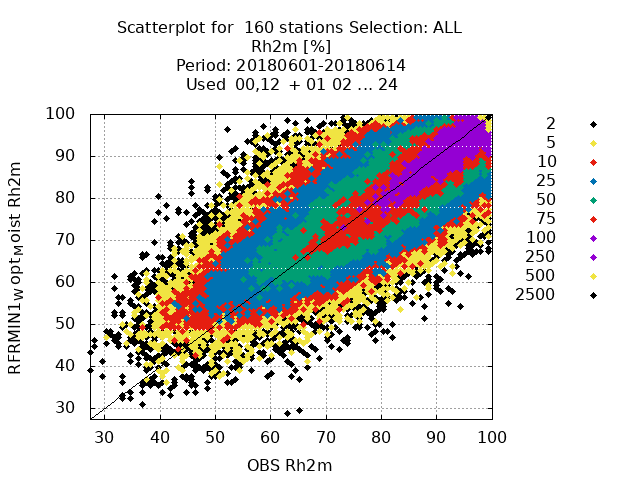 Scatterplot for 160 stations Selection: ALL
Rh2m [%]
Period: 20180601-20180614
Used 00,12 + 01 02 ... 24
RFRMIN1_W opt_M oist Rh2m
100
90
80
70
60
50
40
30
30 40 50 60 70 80 90 100
OBS Rh2m
2
5
10
25
50
75
100
250
500
2500